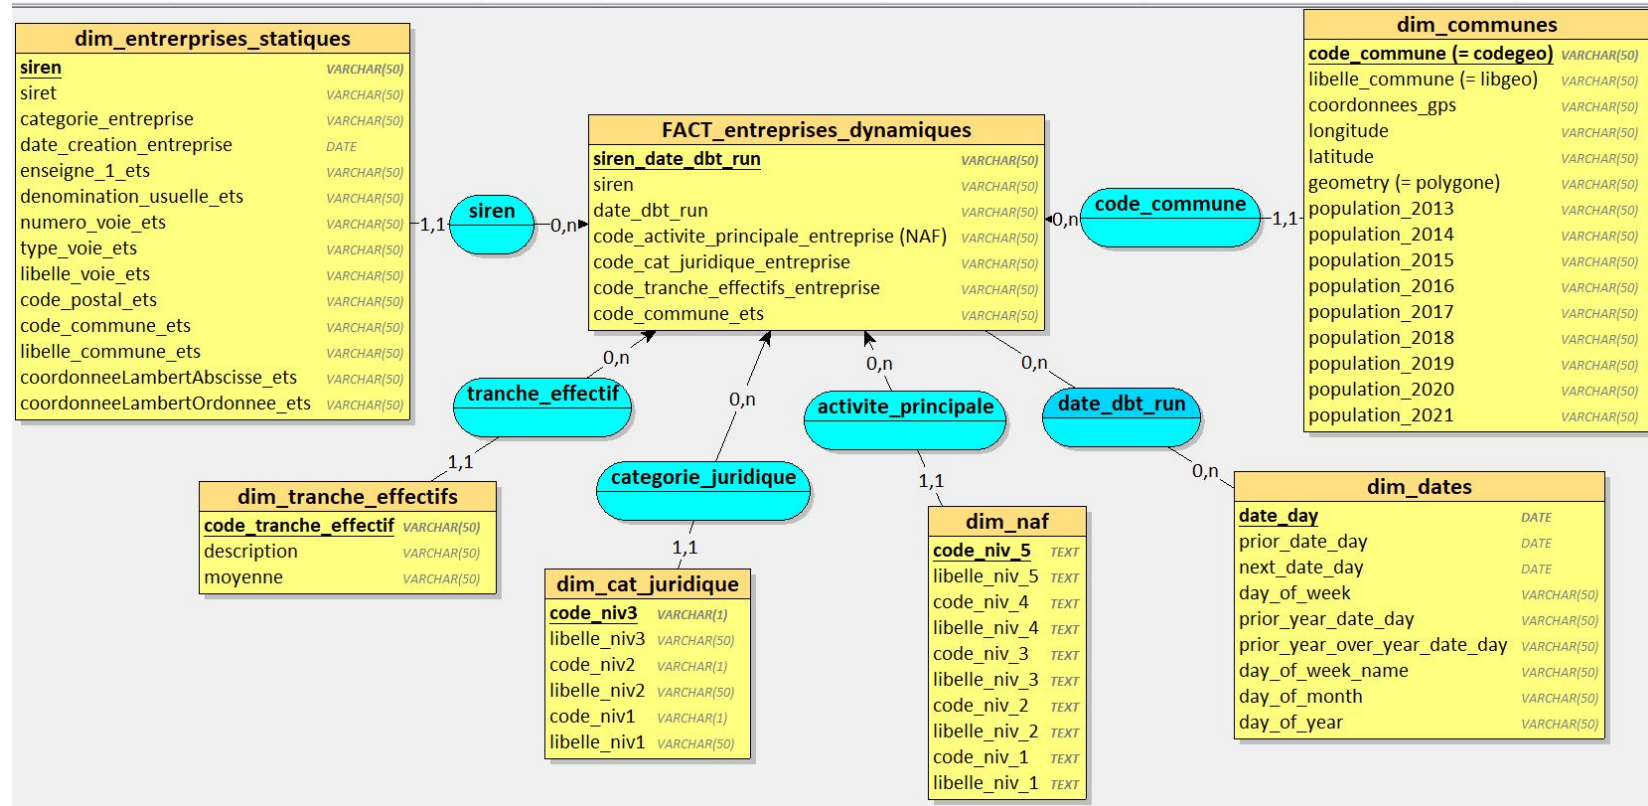 dim_entrerprises_statiques
siren VARCHAR(50)
siret VARCHAR(50)
categorie_entreprise VARCHAR(50)
date_creation_entreprise DATE
enseigne_1_ets VARCHAR(50)
denomination_usuelle_ets VARCHAR(50)
numero_voie_ets VARCHAR(50)
type_voie_ets VARCHAR(50)
libelle_voie_ets VARCHAR(50)
code_postal_ets VARCHAR(50)
code_commune_ets VARCHAR(50)
libelle_commune_ets VARCHAR(50)
coordonneeLambertAbscisse_ets VARCHAR(50)
coordonneeLambertOrdonnee_ets VARCHAR(50)
1,1
siren
0,n
FACT_entreprises_dynamiques
siren_date_dbt_run VARCHAR(50)
siren VARCHAR(50)
date_dbt_run VARCHAR(50)
code_activite_principale_entreprise (NAF) VARCHAR(50)
code_cat_juridique_entreprise VARCHAR(50)
code_tranche_effectifs_entreprise VARCHAR(50)
code_commune_ets VARCHAR(50)
0,n
code_commune
1,1
dim_communes
code_commune (= codegeo) VARCHAR(50)
libelle_commune (= libgeo) VARCHAR(50)
coordonnees_gps VARCHAR(50)
longitude VARCHAR(50)
latitude VARCHAR(50)
geometry (= polygone) VARCHAR(50)
population_2013 VARCHAR(50)
population_2014 VARCHAR(50)
population_2015 VARCHAR(50)
population_2016 VARCHAR(50)
population_2017 VARCHAR(50)
population_2018 VARCHAR(50)
population_2019 VARCHAR(50)
population_2020 VARCHAR(50)
population_2021 VARCHAR(50)
0,n
tranche_effectif
1,1
dim_tranche_effectifs
code_tranche_effectif VARCHAR(50)
description VARCHAR(50)
moyenne VARCHAR(50)
0,n
categorie_juridique
1,1
dim_cat_juridique
code_niv3 VARCHAR(1)
libelle_niv3 VARCHAR(50)
code_niv2 VARCHAR(1)
libelle_niv2 VARCHAR(50)
code_niv1 VARCHAR(1)
libelle_niv1 VARCHAR(50)
0,n
activite_principale
1,1
dim_naf
code_niv_5 TEXT
libelle_niv_5 TEXT
code_niv_4 TEXT
libelle_niv_4 TEXT
code_niv_3 TEXT
libelle_niv_3 TEXT
code_niv_2 TEXT
libelle_niv_2 TEXT
code_niv_1 TEXT
libelle_niv_1 TEXT
0,n
date_dbt_run
0,n
dim_dates
date_day DATE
prior_date_day DATE
next_date_day DATE
day_of_week VARCHAR(50)
prior_year_date_day VARCHAR(50)
prior_year_over_year_date_day VARCHAR(50)
day_of_week_name VARCHAR(50)
day_of_month VARCHAR(50)
day_of_year VARCHAR(50)